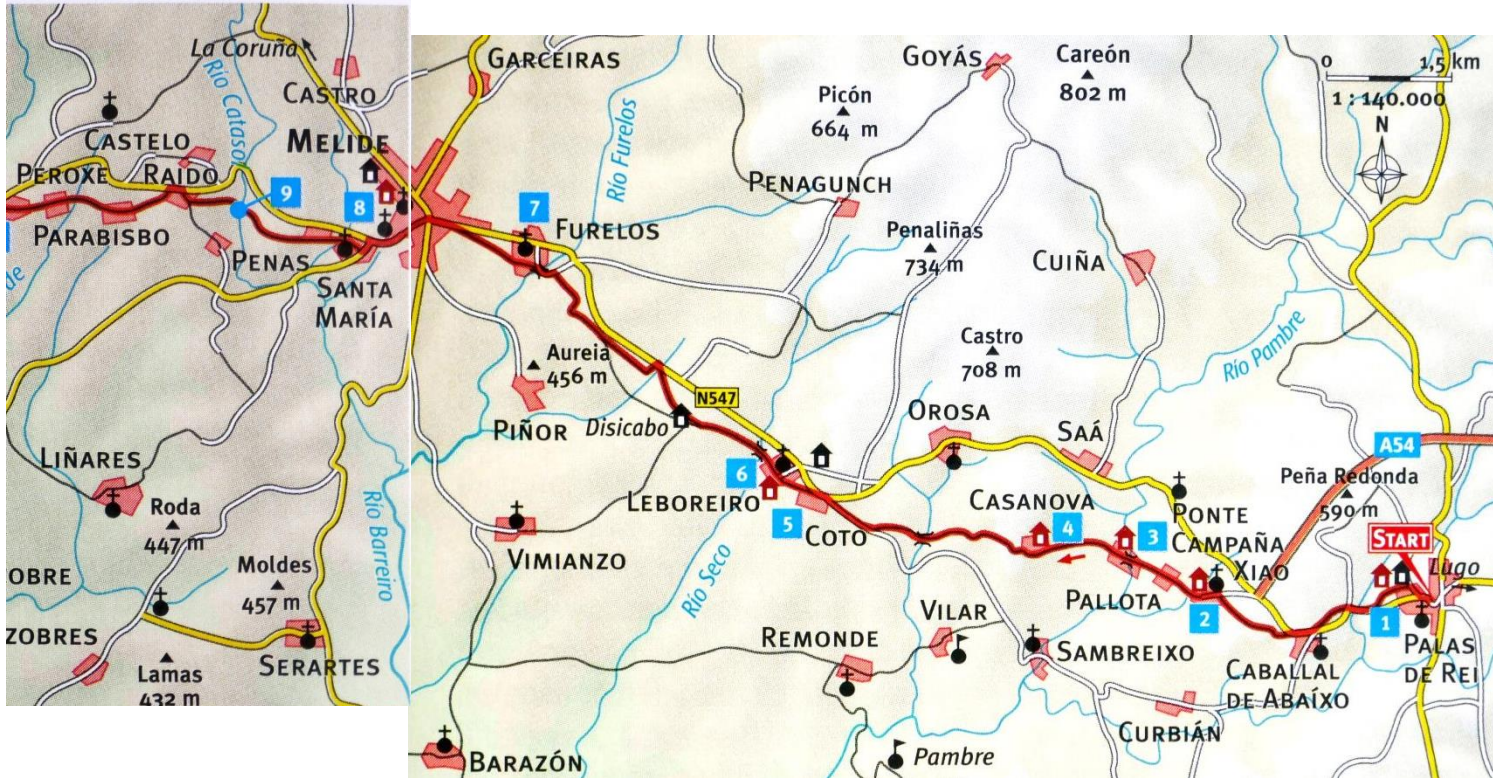 La Coruña
GARCEIRAS
Río Catasol
CASTRO
MELIDE
CASTELO
PEROXE
RAIDO
9
8
PARABISBO
PENAS
SANTA
MARÍA
de
LIÑARES
Roda
447 m
Moldes
457 m
Río Barreiro
OBRE
ZOBRES
SERARTES
Lamas
432 m
GOYÁS
Careón
802 m
0 1,5 km
1 : 140.000
N
Picón
664 m
Río Furelos
PENAGUNCH
7
FURELOS
Penaliñas
734 m
CUIÑA
Río Pambre
Castro
708 m
Aureia
456 m
N547
PIÑOR
Disicabo
OROSA
SAÁ
A54
Peña Redonda
590 m
6
LEBOREIRO
5
COTO
CASANOVA
4
3
PONTE
CAMPAÑA
XIAO
START
Lugo
VIMIANZO
Río Seco
PALLOTA
2
1
PALAS
DE REI
VILAR
REMONDE
SAMBREIXO
CABALLAL
DE ABAÍXO
CURBIÁN
BARAZÓN
Pambre